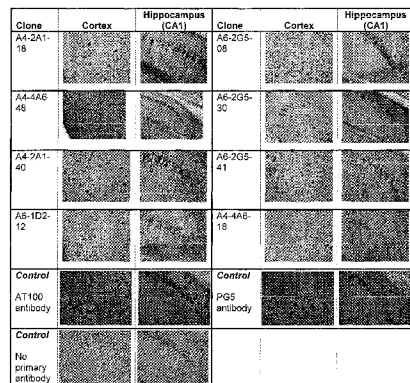 Clone Cortex Hippocampus (CA1) Clone Cortex Hippocampus (CA1)
A4-2A1-18 A6-2G5-08
A4-4A6-48 A6-2G5-30
A4-2A1-40 A6-2G5-41
A6-1D2-12 A4-4A6-18
Control Control
AT100 antibody PG5 antibody
Control
No primary antibody